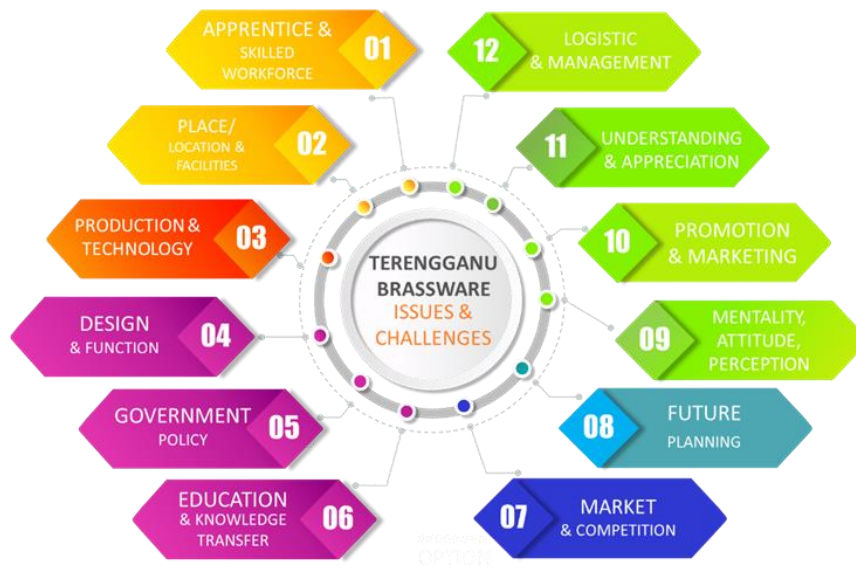 APPRENTICE &
SKILLED
WORKFORCE
01
PLACE/
LOCATION &
FACILITIES
02
PRODUCTION &
TECHNOLOGY
03
DESIGN
& FUNCTION
04
GOVERNMENT
POLICY
05
EDUCATION
& KNOWLEDGE
TRANSFER
06
TERENGGANU
BRASSWARE
ISSUES &
CHALLENGES
12
LOGISTIC
& MANAGEMENT
11
UNDERSTANDING
& APPRECIATION
10
PROMOTION
& MARKETING
09
MENTALITY,
ATTITUDE,
PERCEPTION
08
FUTURE
PLANNING
07
MARKET
& COMPETITION
OPTION